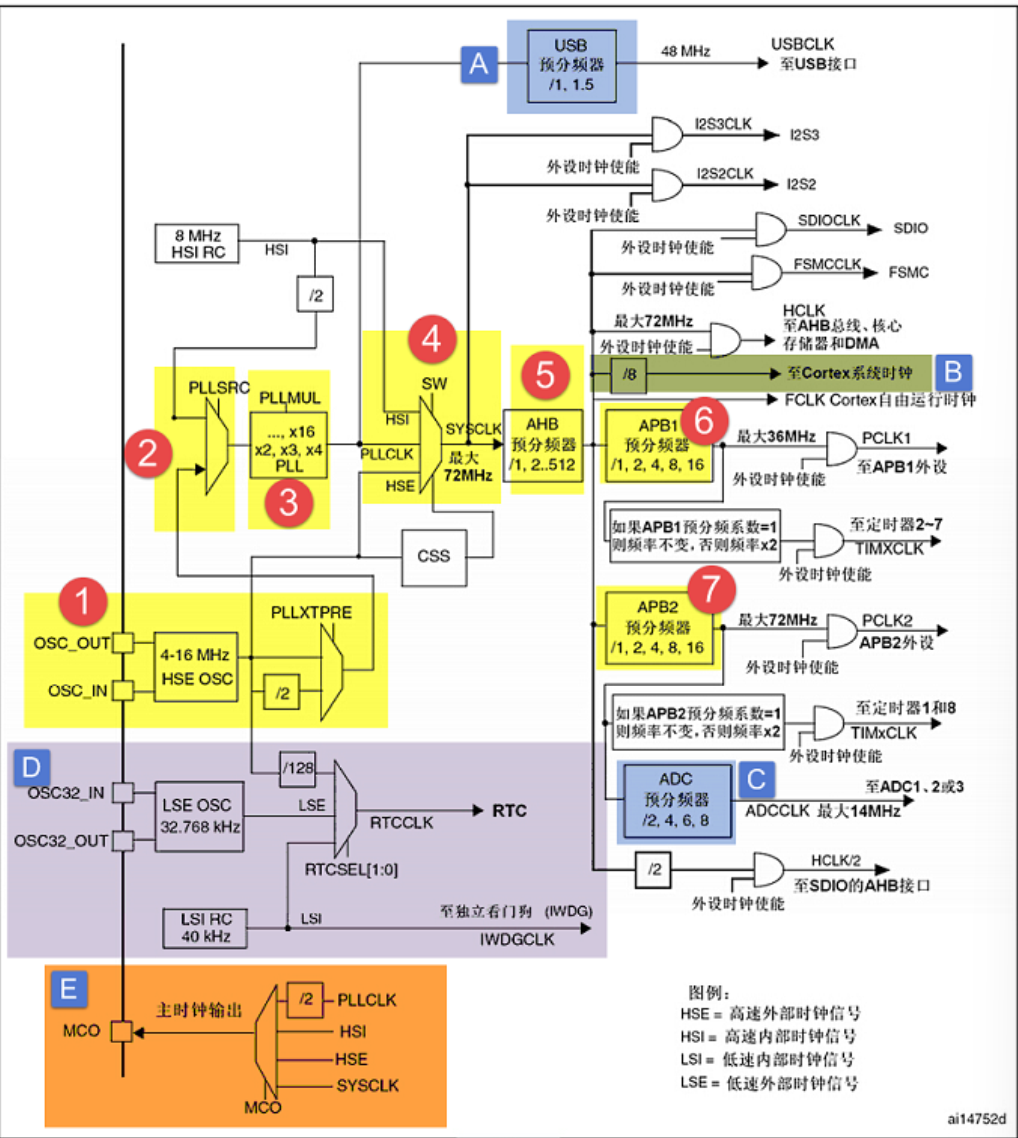 A
USB
预分频器
/1, 1.5
48 MHz
USBCLK
至USB接口
I2S3CLK
I2S3
外设时钟使能
I2S2CLK
I2S2
外设时钟使能
SDIOCLK
SDIO
外设时钟使能
FSMCCLK
FSMC
外设时钟使能
8 MHz
HSI RC
HSI
/2
最大72MHz
外设时钟使能
HCLK
至AHB总线、核心
存储器和DMA
/8
至Cortex系统时钟
B
FCLK Cortex自由运行时钟
2
PLLSRC
PLLMUL
..., x16
x2, x3, x4
PLL
3
4
SW
HSI
PLLCLK
HSE
SYSCLK
最大
72MHz
5
AHB
预分频器
/1, 2..512
6
APB1
预分频器
/1, 2, 4, 8, 16
最大36MHz
外设时钟使能
PCLK1
至APB1外设
如果APB1预分频系数=1
则频率不变，否则频率x2
至定时器2~7
TIMXCLK
外设时钟使能
CSS
7
APB2
预分频器
/1, 2, 4, 8, 16
最大72MHz
外设时钟使能
PCLK2
APB2外设
如果APB2预分频系数=1
则频率不变，否则频率x2
至定时器1和8
TIMxCLK
外设时钟使能
1
OSC_OUT
OSC_IN
4-16 MHz
HSE OSC
PLLXTPRE
/2
C
ADC
预分频器
/2, 4, 6, 8
至ADC1、2或3
ADCCLK 最大14MHz
/2
HCLK/2
至SDIO的AHB接口
外设时钟使能
D
OSC32_IN
OSC32_OUT
LSE OSC
32.768 kHz
/128
LSE
RTCCLK
RTC
RTCSEL[1:0]
LSI RC
40 kHz
LSI
至独立看门狗 (IWDG)
IWDGCLK
E
MCO
主时钟输出
/2
PLLCLK
HSI
HSE
SYSCLK
MCO
图例：
HSE = 高速外部时钟信号
HSI = 高速内部时钟信号
LSI = 低速内部时钟信号
LSE = 低速外部时钟信号
ai14752d